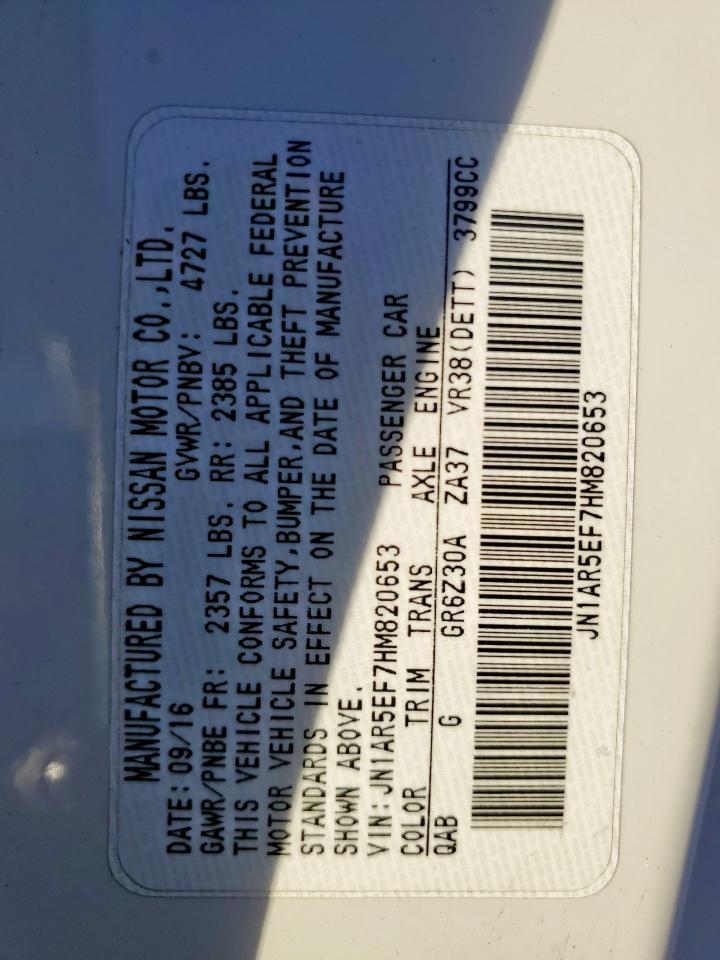 MANUFACTURED BY NISSAN MOTOR CO.,LTD.
DATE: 09/16 GVWR/PNBV: 4727 LBS.
GAWR/PNBE FR: 2357 LBS. RR: 2385 LBS.
THIS VEHICLE CONFORMS TO ALL APPLICABLE FEDERAL
MOTOR VEHICLE SAFETY,BUMPER,AND THEFT PREVENTION
STANDARDS IN EFFECT ON THE DATE OF MANUFACTURE
SHOWN ABOVE.
VIN:JN1AR5EF7HM820653 PASSENGER CAR
COLOR TRIM TRANS AXLE ENGINE
QAB G GR6Z30A ZA37 VR38(DETT) 3799CC
JN1AR5EF7HM820653